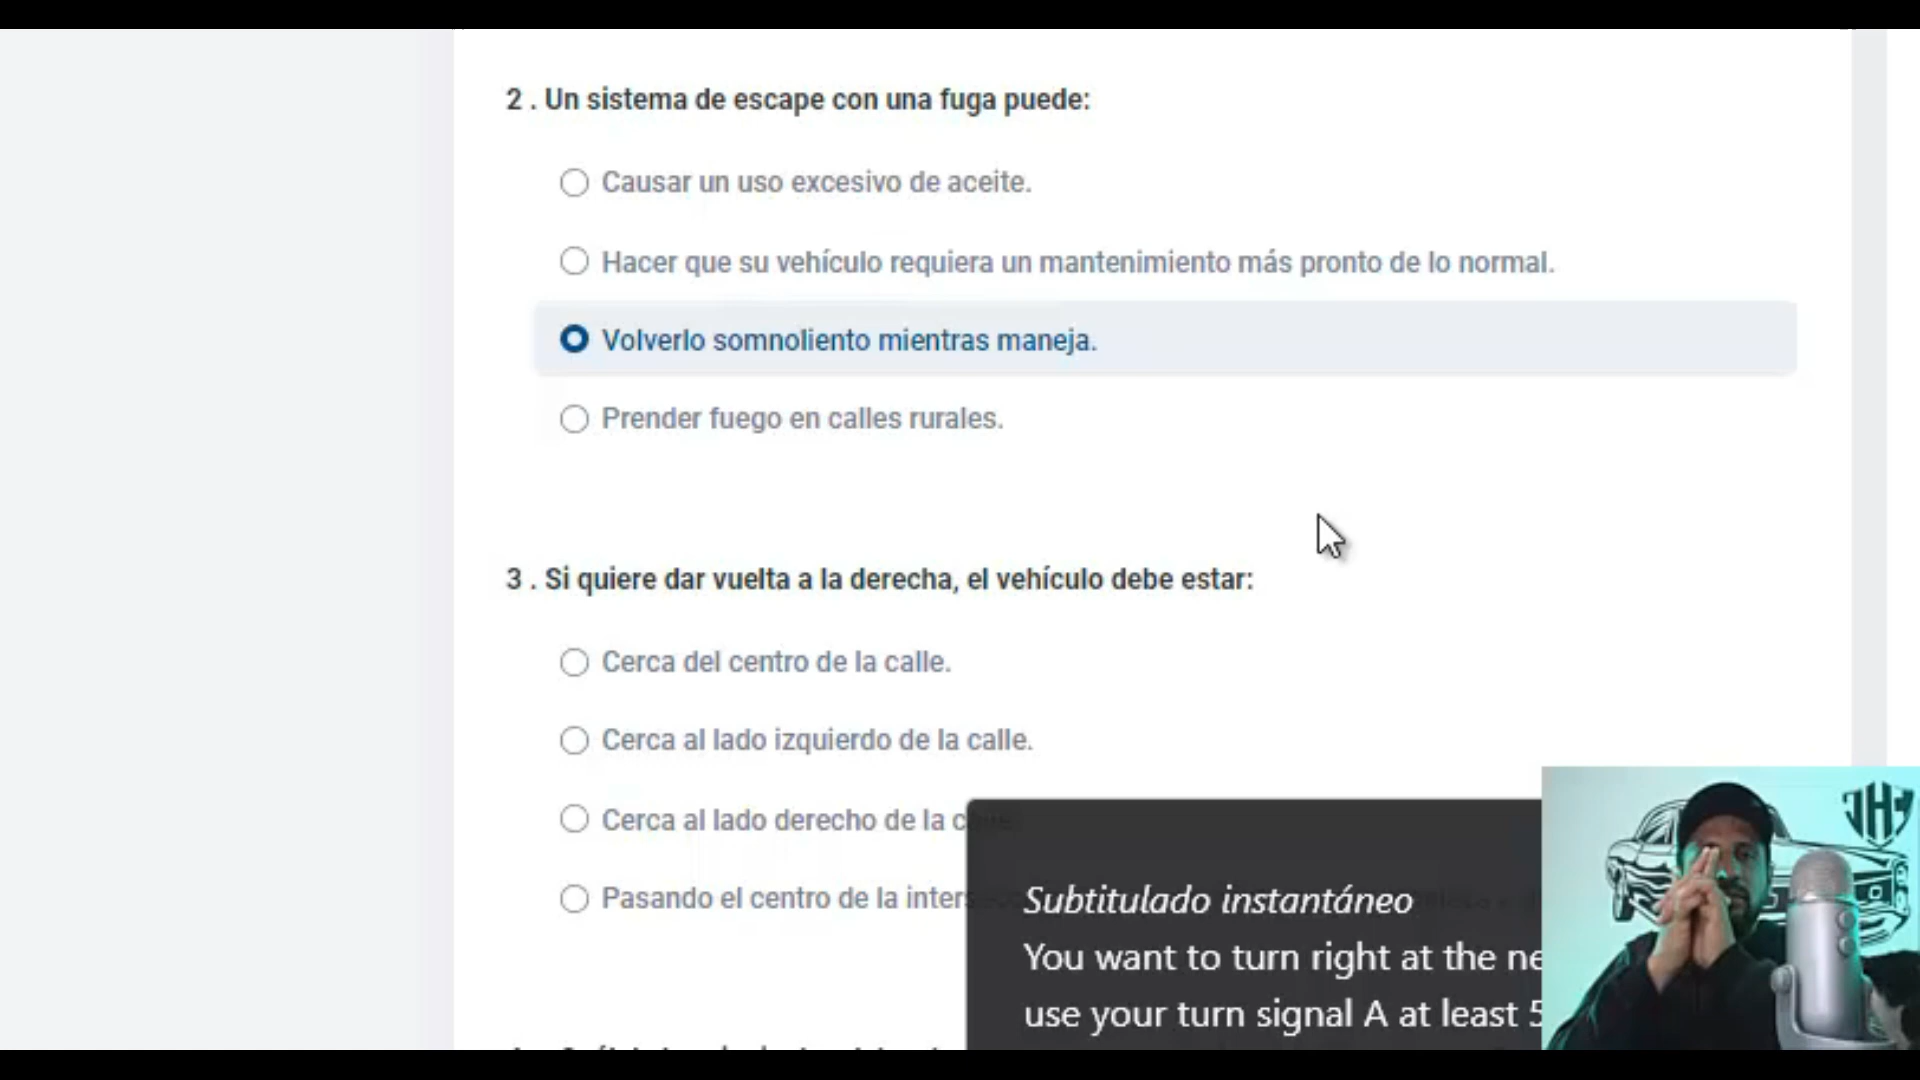 2 . Un sistema de escape con una fuga puede:
Causar un uso excesivo de aceite.
Hacer que su vehículo requiera un mantenimiento más pronto de lo normal.
Volverlo somnoliento mientras maneja.
Prender fuego en calles rurales.
3 . Si quiere dar vuelta a la derecha, el vehículo debe estar:
Cerca del centro de la calle.
Cerca al lado izquierdo de la calle.
Cerca al lado derecho de la
Pasando el centro de la
Subtitulado instantáneo
You want to turn right at the
use your turn signal A at least 5